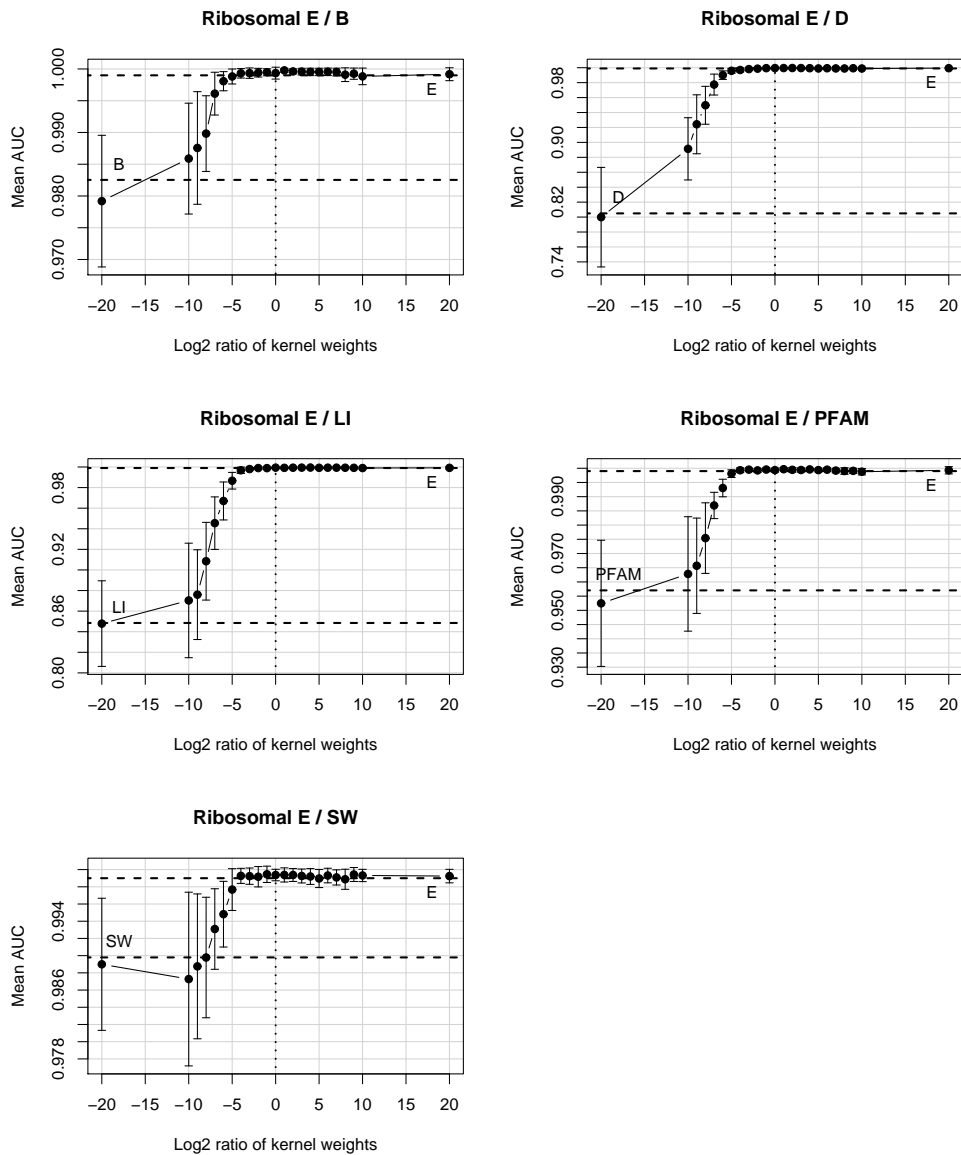 Ribosomal E / B
Mean AUC
1.000
0.990
0.980
0.970
B
E
−20 −15 −10 −5 0 5 10 15 20
Log2 ratio of kernel weights
Ribosomal E / D
Mean AUC
0.98
0.90
0.82
0.74
D
E
−20 −15 −10 −5 0 5 10 15 20
Log2 ratio of kernel weights
Ribosomal E / LI
Mean AUC
0.98
0.92
0.86
0.80
LI
E
−20 −15 −10 −5 0 5 10 15 20
Log2 ratio of kernel weights
Ribosomal E / PFAM
Mean AUC
0.990
0.970
0.950
0.930
PFAM
E
−20 −15 −10 −5 0 5 10 15 20
Log2 ratio of kernel weights
Ribosomal E / SW
Mean AUC
0.994
0.986
0.978
SW
E
−20 −15 −10 −5 0 5 10 15 20
Log2 ratio of kernel weights